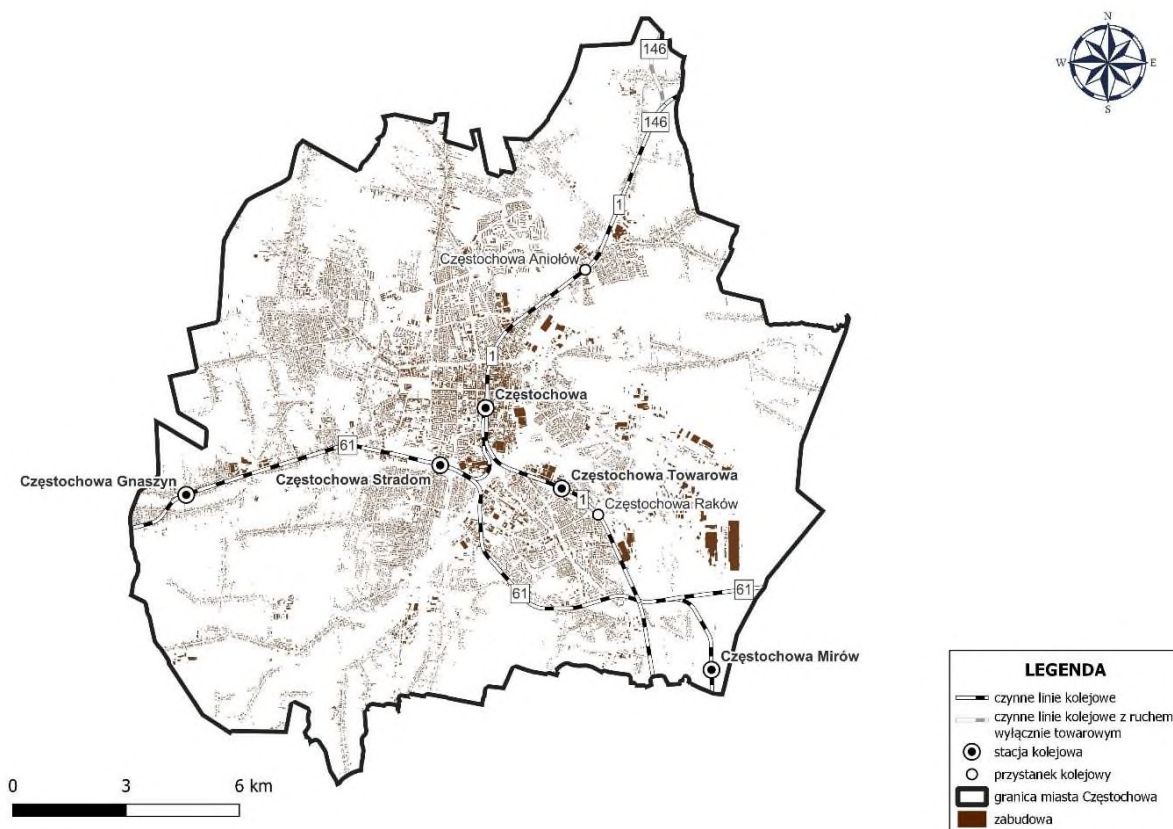 N
W E
S
146
146
1
Częstochowa Aniołów
1
Częstochowa
61
Częstochowa Gnaszyn
Częstochowa Stradom
Częstochowa Towarowa
1
Częstochowa Raków
61
61
Częstochowa Mirów
LEGENDA
czynne linie kolejowe
czynne linie kolejowe z ruchem
wyłącznie towarowym
stacja kolejowa
przystanek kolejowy
granica miasta Częstochowa
zabudowa
0 3 6 km